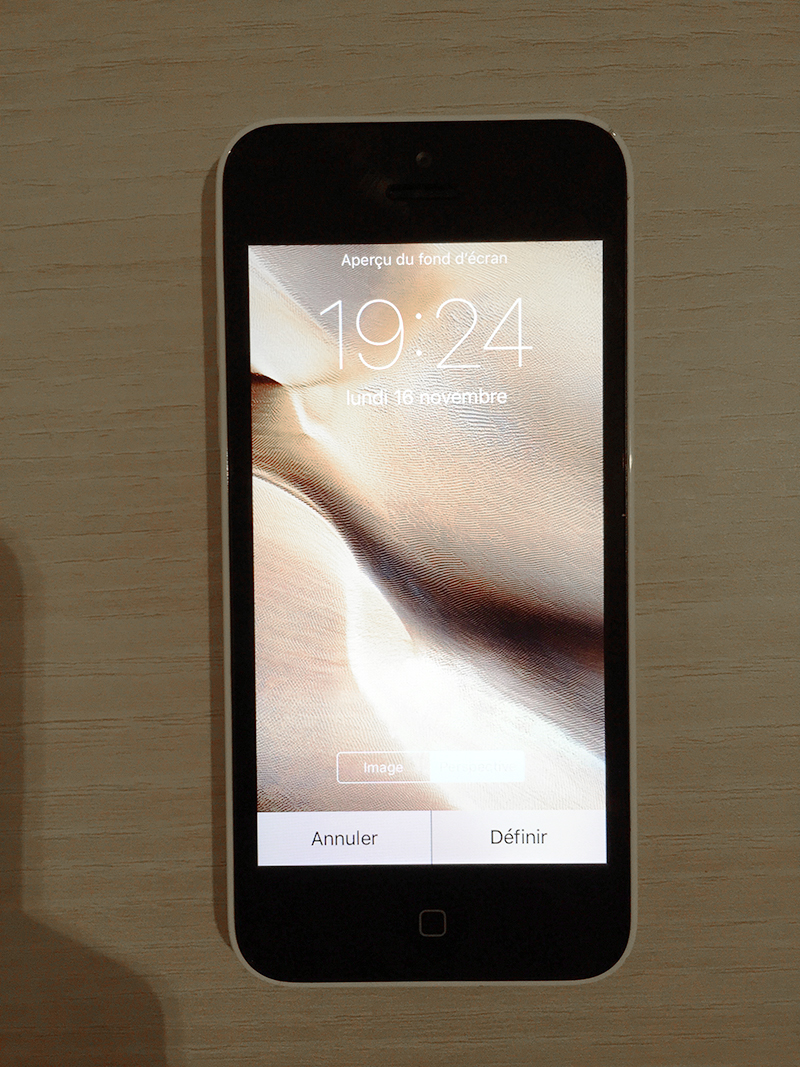 Aperçu du fond d'écran
19:24
lundi 16 novembre
Image
Annuler Définir